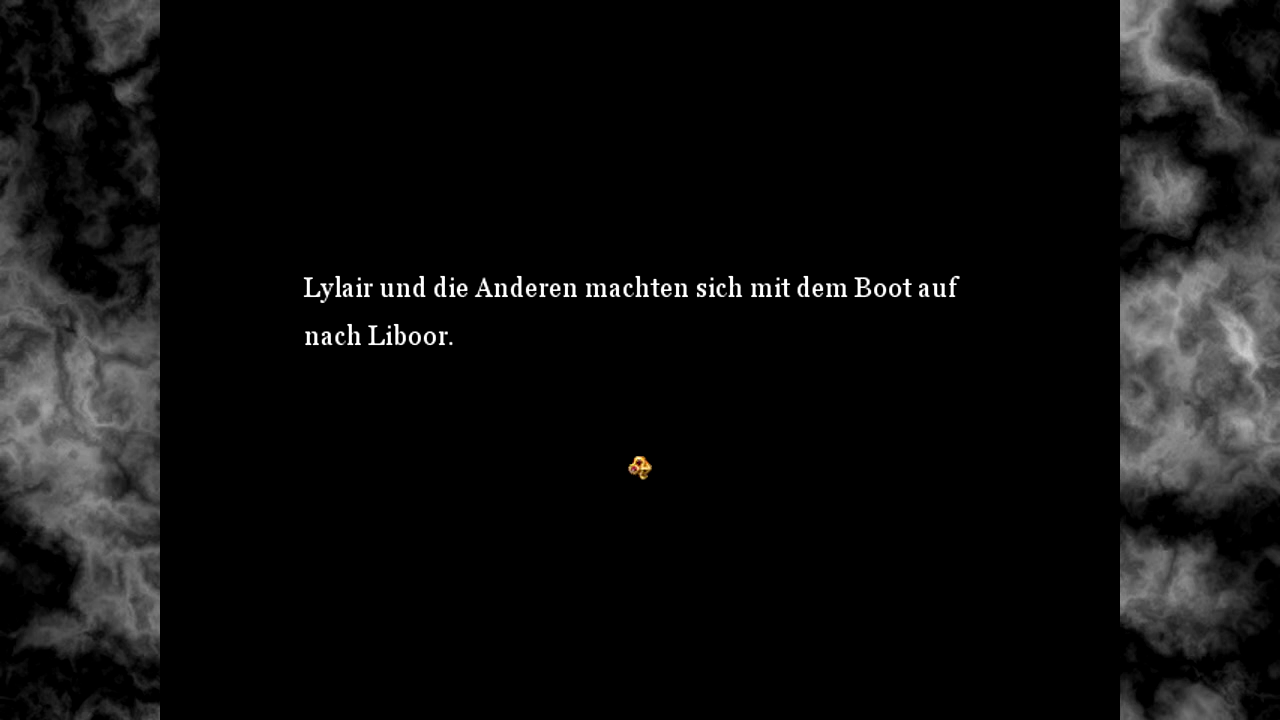 Lylair und die Anderen machten sich mit dem Boot auf
nach Liboor.